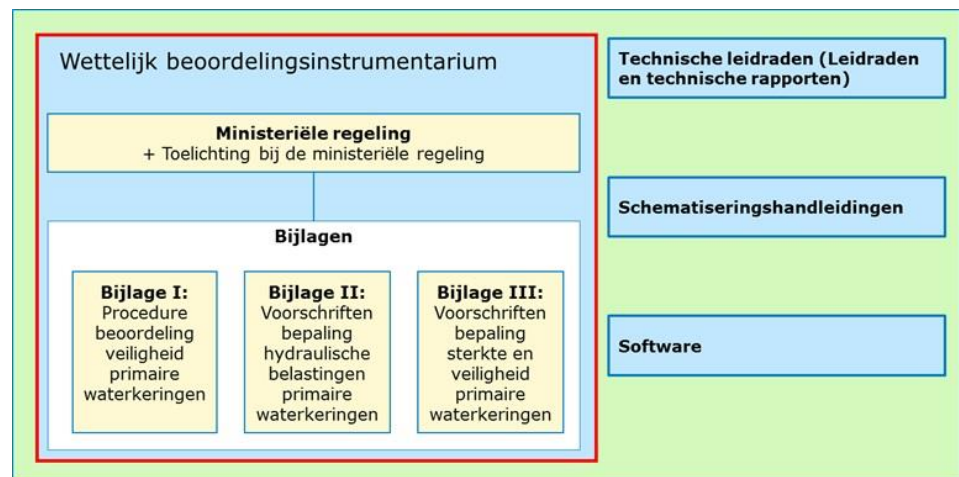 Wettelijk beoordelingsinstrumentarium
Ministeriële regeling
+ Toelichting bij de ministeriële regeling
Bijlagen
Bijlage I:
Procedure
beoordeling
veiligheid
primaire
waterkeringen
Bijlage II:
Voorschriften
bepaling
hydraulische
belastingen
primaire
waterkeringen
Bijlage III:
Voorschriften
bepaling
sterkte en
veiligheid
primaire
waterkeringen
Technische leidraden (Leidraden
en technische rapporten)
Schematiseringshandleidingen
Software